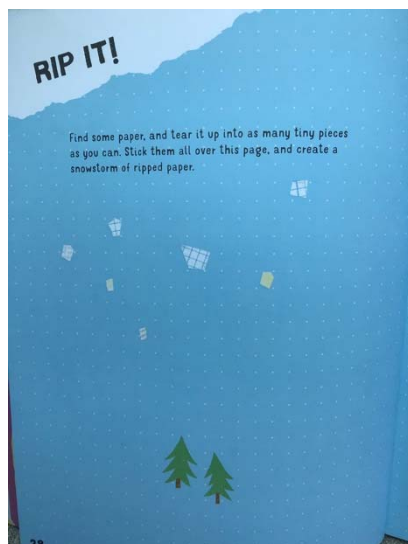 RIP IT!
Find some paper, and tear it up into as many tiny pieces
as you can. Stick them all over this page, and create a
snowstorm of ripped paper.
38